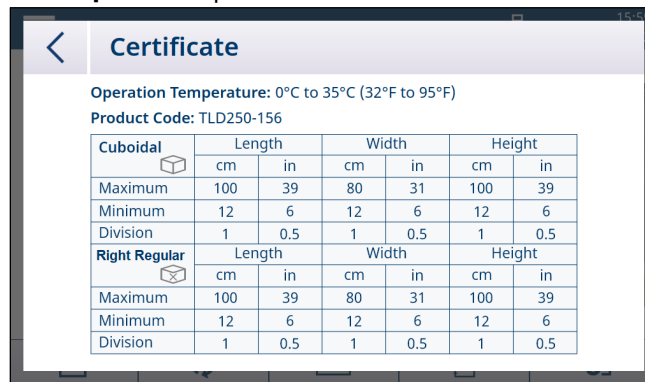 Certificate
Operation Temperature: 0°C to 35°C (32°F to 95°F)
Product Code: TLD250-156
Cuboidal Length Width Height
cm in cm in cm in
Maximum 100 39 80 31 100 39
Minimum 12 6 12 6 12 6
Division 1 0.5 1 0.5 1 0.5
Right Regular Length Width Height
cm in cm in cm in
Maximum 100 39 80 31 100 39
Minimum 12 6 12 6 12 6
Division 1 0.5 1 0.5 1 0.5